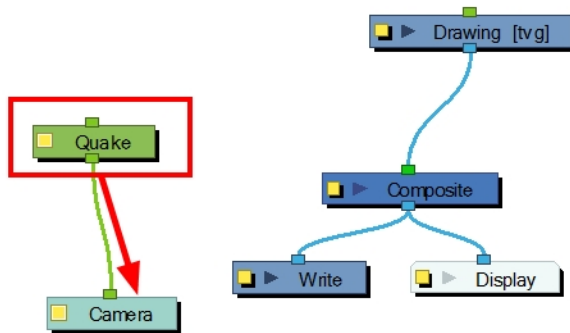 Drawing [tvg]
Quake
Composite
Write
Display
Camera